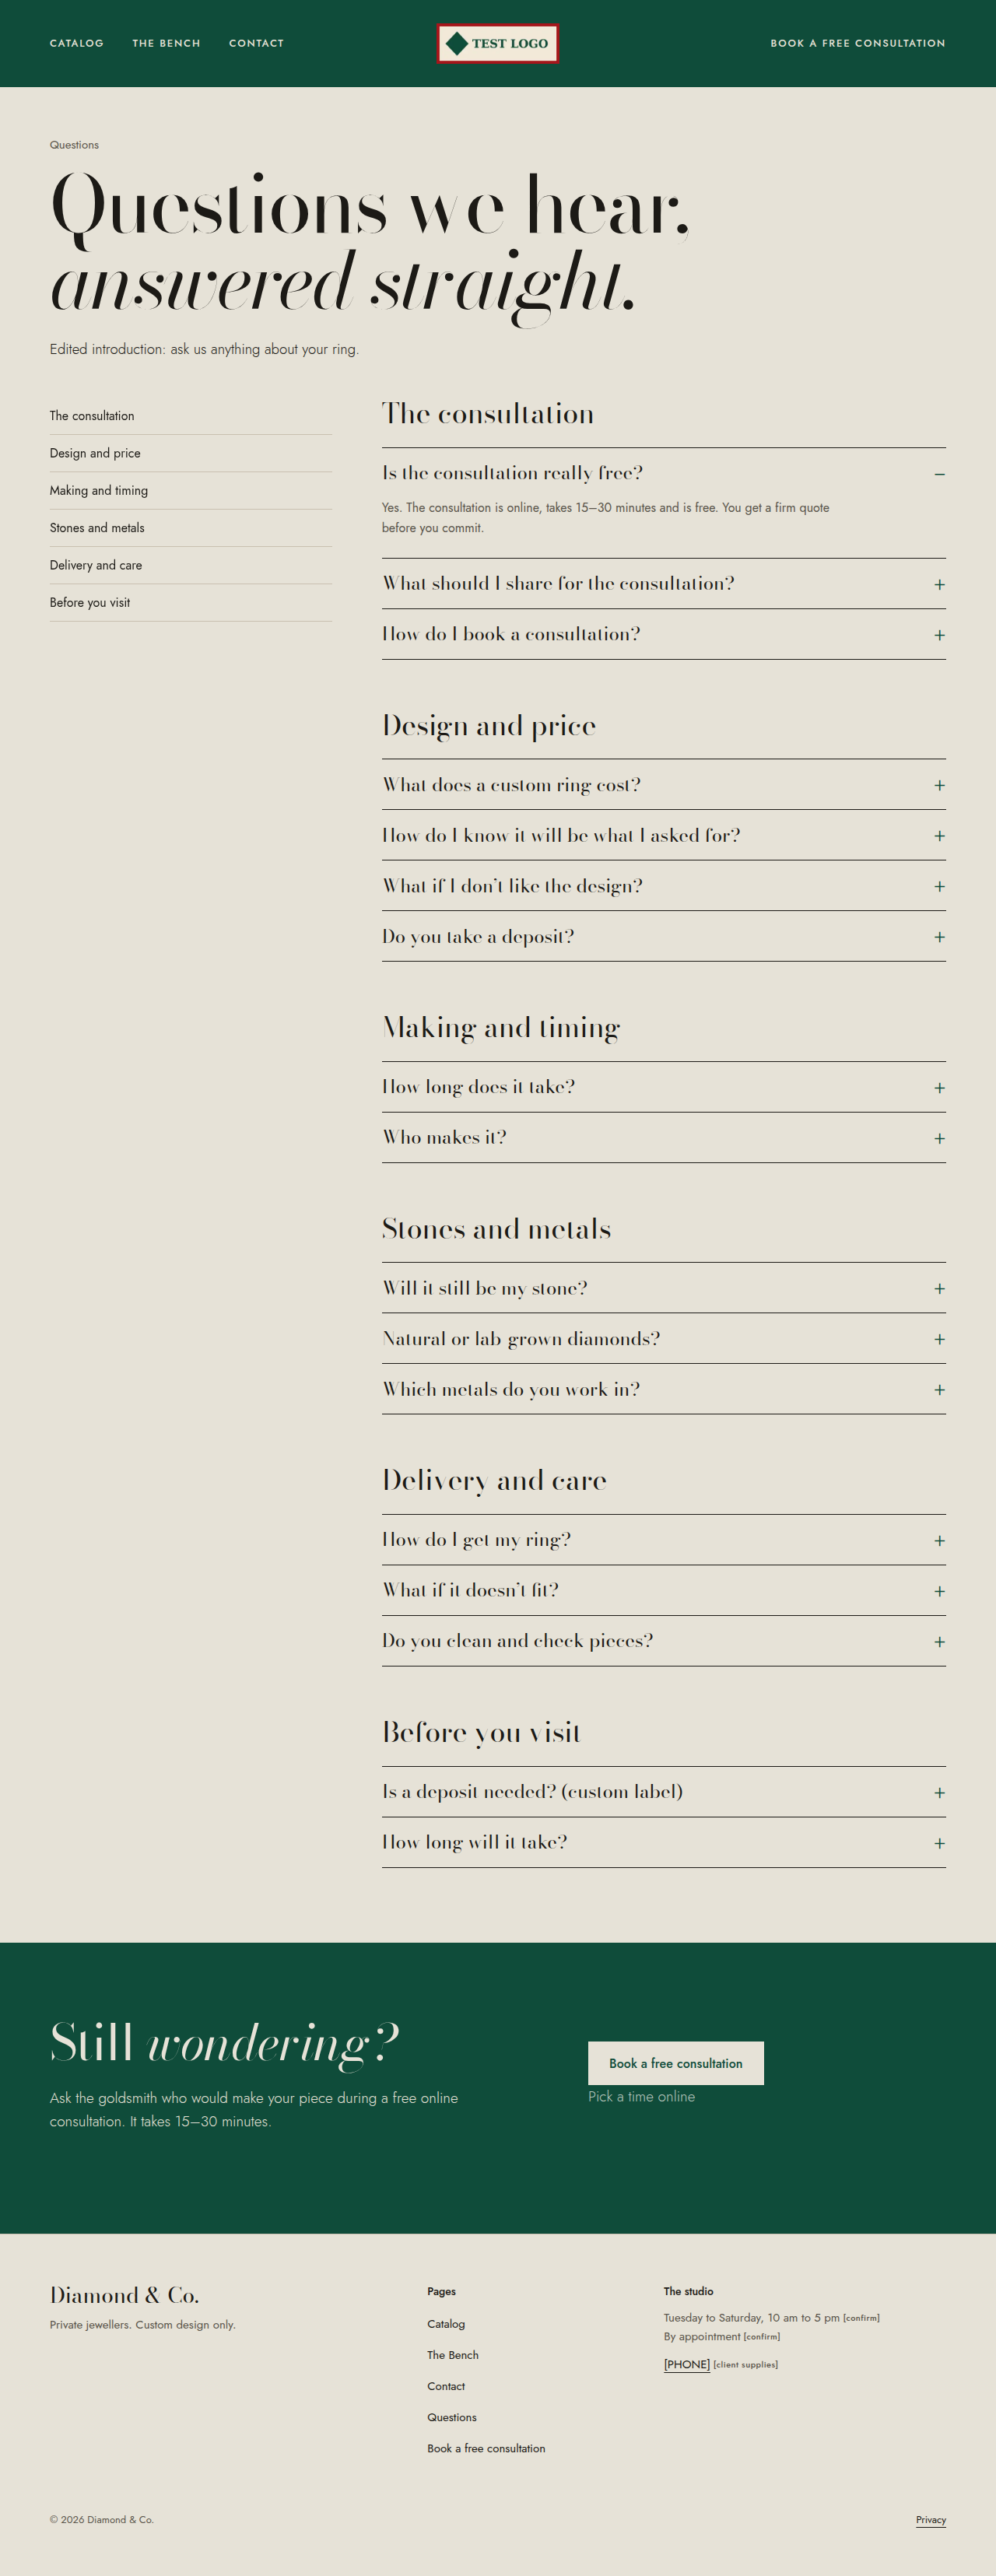 CATALOG THE BENCH CONTACT TEST LOGO BOOK A FREE CONSULTATION
Questions
Questions we hear,
answered straight.
Edited introduction: ask us anything about your ring.
The consultation
Design and price
Making and timing
Stones and metals
Delivery and care
Before you visit
The consultation
Is the consultation really free? −
Yes. The consultation is online, takes 15–30 minutes and is free. You get a firm quote
before you commit.
What should I share for the consultation? +
How do I book a consultation? +
Design and price
What does a custom ring cost? +
How do I know it will be what I asked for? +
What if I don’t like the design? +
Do you take a deposit? +
Making and timing
How long does it take? +
Who makes it? +
Stones and metals
Will it still be my stone? +
Natural or lab-grown diamonds? +
Which metals do you work in? +
Delivery and care
How do I get my ring? +
What if it doesn’t fit? +
Do you clean and check pieces? +
Before you visit
Is a deposit needed? (custom label) +
How long will it take? +
Still wondering?
Ask the goldsmith who would make your piece during a free online
consultation. It takes 15–30 minutes.
Book a free consultation
Pick a time online
Diamond & Co.
Private jewellers. Custom design only.
Pages
Catalog
The Bench
Contact
Questions
Book a free consultation
The studio
Tuesday to Saturday, 10 am to 5 pm [confirm]
By appointment [confirm]
[PHONE] [client supplies]
© 2026 Diamond & Co.
Privacy